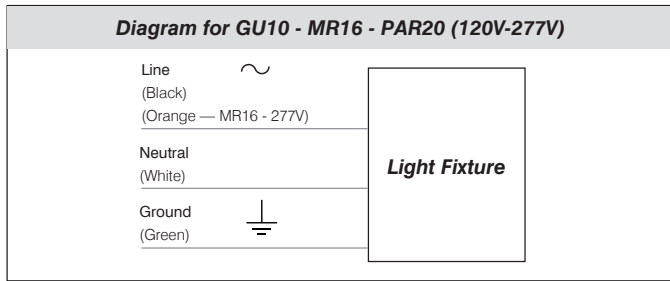 Diagram for GU10 - MR16 - PAR20 (120V-277V)
Line
(Black)
(Orange — MR16 - 277V)
Neutral
(White)
Light Fixture
Ground
(Green)